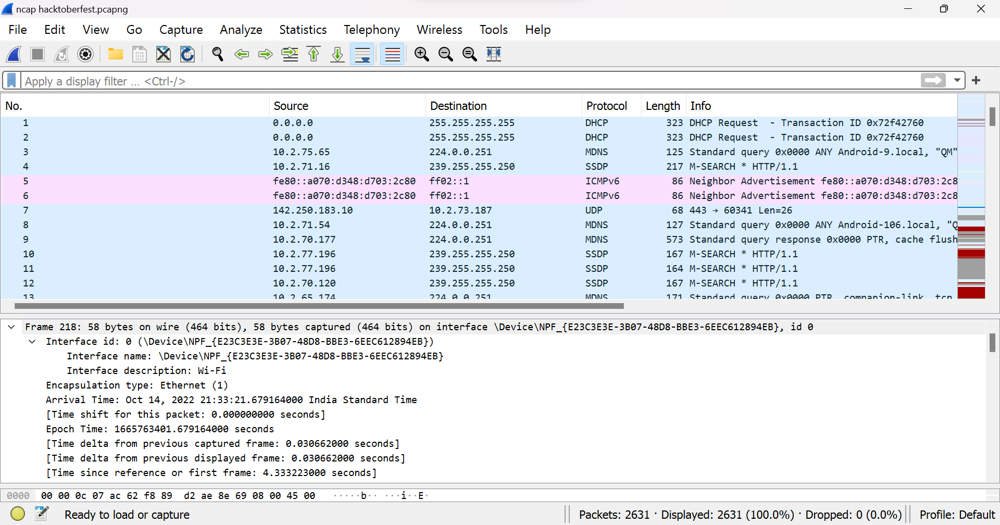 ncap hacktoberfest.pcapng
File Edit View Go Capture Analyze Statistics Telephony Wireless Tools Help
Apply a display filter ... <Ctrl-/>
No. Source Destination Protocol Length Info
1 0.0.0.0 255.255.255.255 DHCP 323 DHCP Request - Transaction ID 0x72f42760
2 0.0.0.0 255.255.255.255 DHCP 323 DHCP Request - Transaction ID 0x72f42760
3 10.2.75.65 224.0.0.251 MDNS 125 Standard query 0x0000 ANY Android-9.local, "QM"
4 10.2.71.16 239.255.255.250 SSDP 217 M-SEARCH * HTTP/1.1
5 fe80::a070:d348:d703:2c80 ff02::1 ICMPv6 86 Neighbor Advertisement fe80::a070:d348:d703:2c8
6 fe80::a070:d348:d703:2c80 ff02::1 ICMPv6 86 Neighbor Advertisement fe80::a070:d348:d703:2c8
7 142.250.183.10 10.2.73.187 UDP 68 443 → 60341 Len=26
8 10.2.71.54 224.0.0.251 MDNS 127 Standard query 0x0000 ANY Android-106.local, "Q
9 10.2.70.177 224.0.0.251 MDNS 573 Standard query response 0x0000 PTR, cache flush
10 10.2.77.196 239.255.255.250 SSDP 167 M-SEARCH * HTTP/1.1
11 10.2.77.196 239.255.255.250 SSDP 164 M-SEARCH * HTTP/1.1
12 10.2.70.120 239.255.255.250 SSDP 167 M-SEARCH * HTTP/1.1
13 10.2.65.174 224.0.0.251 MDNS 171 Standard query 0x0000 PTR _companion-link._tcp.
Frame 218: 58 bytes on wire (464 bits), 58 bytes captured (464 bits) on interface \Device\NPF_{E23C3E3E-3B07-48D8-BBE3-6EEC612894EB}, id 0
Interface id: 0 (\Device\NPF_{E23C3E3E-3B07-48D8-BBE3-6EEC612894EB})
Interface name: \Device\NPF_{E23C3E3E-3B07-48D8-BBE3-6EEC612894EB}
Interface description: Wi-Fi
Encapsulation type: Ethernet (1)
Arrival Time: Oct 14, 2022 21:33:21.679164000 India Standard Time
[Time shift for this packet: 0.000000000 seconds]
Epoch Time: 1665763401.679164000 seconds
[Time delta from previous captured frame: 0.030662000 seconds]
[Time delta from previous displayed frame: 0.030662000 seconds]
[Time since reference or first frame: 4.333223000 seconds]
0000 00 00 0c 07 ac 62 f8 89 d2 ae 8e 69 08 00 45 00 ·····b·· ···i··E·
Ready to load or capture Packets: 2631 · Displayed: 2631 (100.0%) · Dropped: 0 (0.0%) Profile: Default